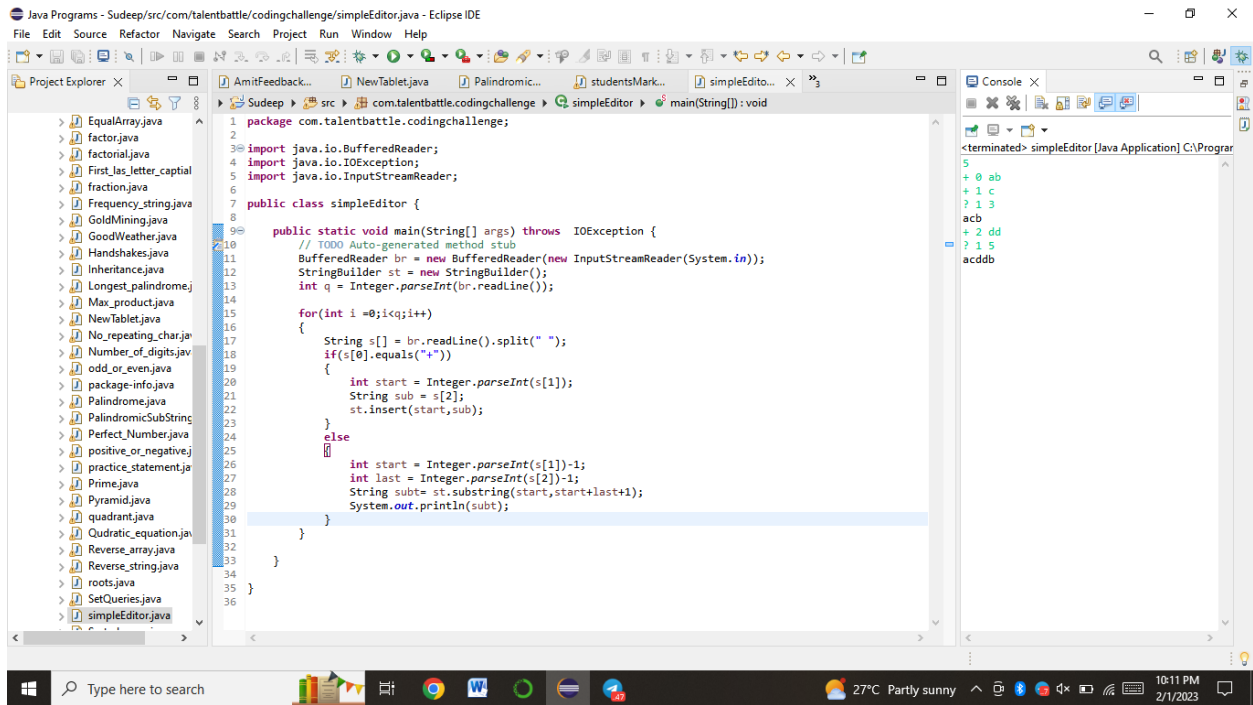 Java Programs - Sudeep/src/com/talentbattle/codingchallenge/simpleEditor.java - Eclipse IDE
File Edit Source Refactor Navigate Search Project Run Window Help
Project Explorer
AmitFeedback... NewTablet.java Palindromic... studentsMark... simpleEdito... »3
Console
Sudeep src com.talentbattle.codingchallenge simpleEditor main(String[]) : void
EqualArray.java
factor.java
factorial.java
First_las_letter_captial
fraction.java
Frequency_string.java
GoldMining.java
GoodWeather.java
Handshakes.java
Inheritance.java
Longest_palindrome.j
Max_product.java
NewTablet.java
No_repeating_char.jav
Number_of_digits.jav
odd_or_even.java
package-info.java
Palindrome.java
PalindromicSubString
Perfect_Number.java
positive_or_negative.j
practice_statement.ja
Prime.java
Pyramid.java
quadrant.java
Qudratic_equation.jav
Reverse_array.java
Reverse_string.java
roots.java
SetQueries.java
simpleEditor.java
1 package com.talentbattle.codingchallenge;
2
3 import java.io.BufferedReader;
4 import java.io.IOException;
5 import java.io.InputStreamReader;
6
7 public class simpleEditor {
8
9 public static void main(String[] args) throws IOException {
10 // TODO Auto-generated method stub
11 BufferedReader br = new BufferedReader(new InputStreamReader(System.in));
12 StringBuilder st = new StringBuilder();
13 int q = Integer.parseInt(br.readLine());
14
15 for(int i =0;i<q;i++)
16 {
17 String s[] = br.readLine().split(" ");
18 if(s[0].equals("+"))
19 {
20 int start = Integer.parseInt(s[1]);
21 String sub = s[2];
22 st.insert(start,sub);
23 }
24 else
25 {
26 int start = Integer.parseInt(s[1])-1;
27 int last = Integer.parseInt(s[2])-1;
28 String subt= st.substring(start,start+last+1);
29 System.out.println(subt);
30 }
31 }
32
33 }
34
35 }
36
<terminated> simpleEditor [Java Application] C:\Prograr
5
+ 0 ab
+ 1 c
? 1 3
acb
+ 2 dd
? 1 5
acddb
Type here to search
47
27°C Partly sunny
10:11 PM
2/1/2023